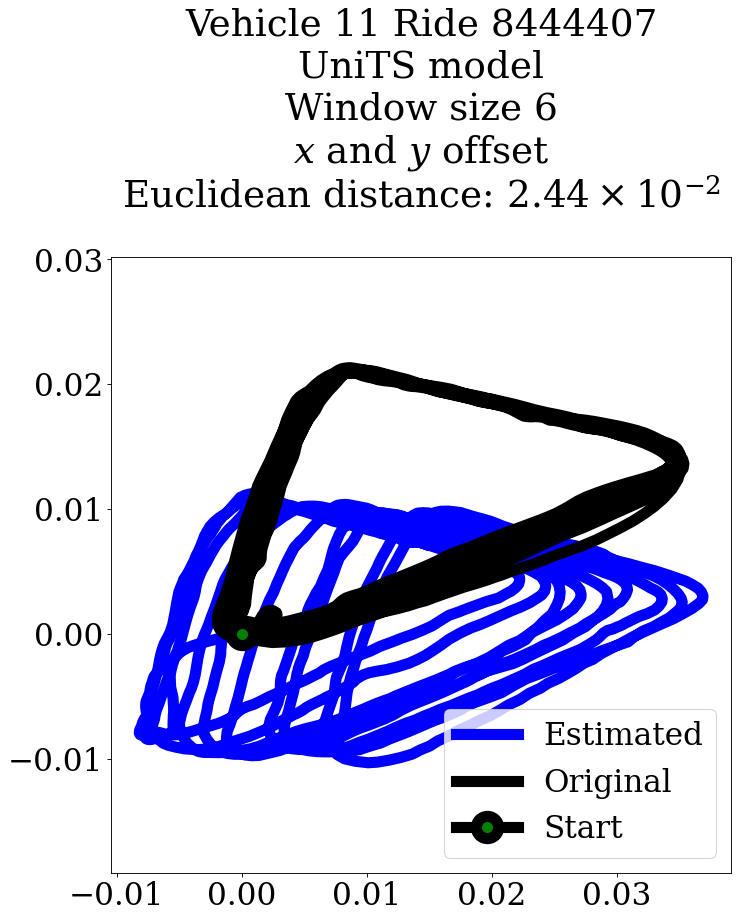 Vehicle 11 Ride 8444407
UniTS model
Window size 6
x and y offset
Euclidean distance: 2.44 × 10⁻²
0.03
0.02
0.01
0.00
−0.01
−0.01 0.00 0.01 0.02 0.03
Estimated
Original
Start